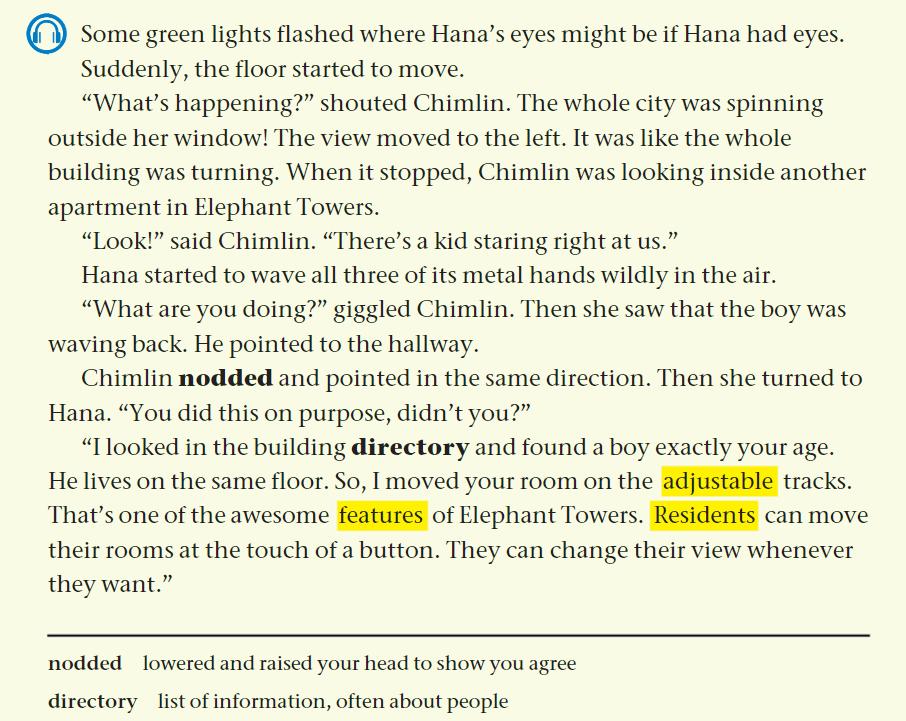 Some green lights flashed where Hana’s eyes might be if Hana had eyes.
Suddenly, the floor started to move.
“What’s happening?” shouted Chimlin. The whole city was spinning
outside her window! The view moved to the left. It was like the whole
building was turning. When it stopped, Chimlin was looking inside another
apartment in Elephant Towers.
“Look!” said Chimlin. “There’s a kid staring right at us.”
Hana started to wave all three of its metal hands wildly in the air.
“What are you doing?” giggled Chimlin. Then she saw that the boy was
waving back. He pointed to the hallway.
Chimlin nodded and pointed in the same direction. Then she turned to
Hana. “You did this on purpose, didn’t you?”
“I looked in the building directory and found a boy exactly your age.
He lives on the same floor. So, I moved your room on the adjustable tracks.
That’s one of the awesome features of Elephant Towers. Residents can move
their rooms at the touch of a button. They can change their view whenever
they want.”
nodded lowered and raised your head to show you agree
directory list of information, often about people